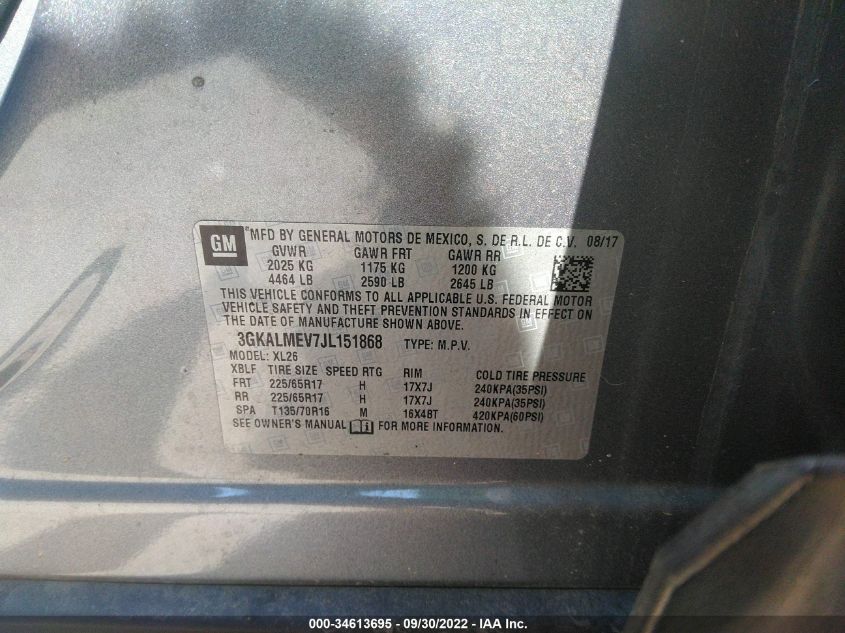 GM ®MFD BY GENERAL MOTORS DE MEXICO, S. DE R.L. DE C.V. 08/17
GVWR GAWR FRT GAWR RR
2025 KG 1175 KG 1200 KG
4464 LB 2590 LB 2645 LB
THIS VEHICLE CONFORMS TO ALL APPLICABLE U.S. FEDERAL MOTOR
VEHICLE SAFETY AND THEFT PREVENTION STANDARDS IN EFFECT ON
THE DATE OF MANUFACTURE SHOWN ABOVE.
3GKALMEV7JL151868 TYPE: M.P.V.
MODEL: XL26
XBLF TIRE SIZE SPEED RTG RIM COLD TIRE PRESSURE
FRT 225/65R17 H 17X7J 240KPA(35PSI)
RR 225/65R17 H 17X7J 240KPA(35PSI)
SPA T135/70R16 M 16X4BT 420KPA(60PSI)
SEE OWNER'S MANUAL FOR MORE INFORMATION.
000-34613695 - 09/30/2022 - IAA Inc.